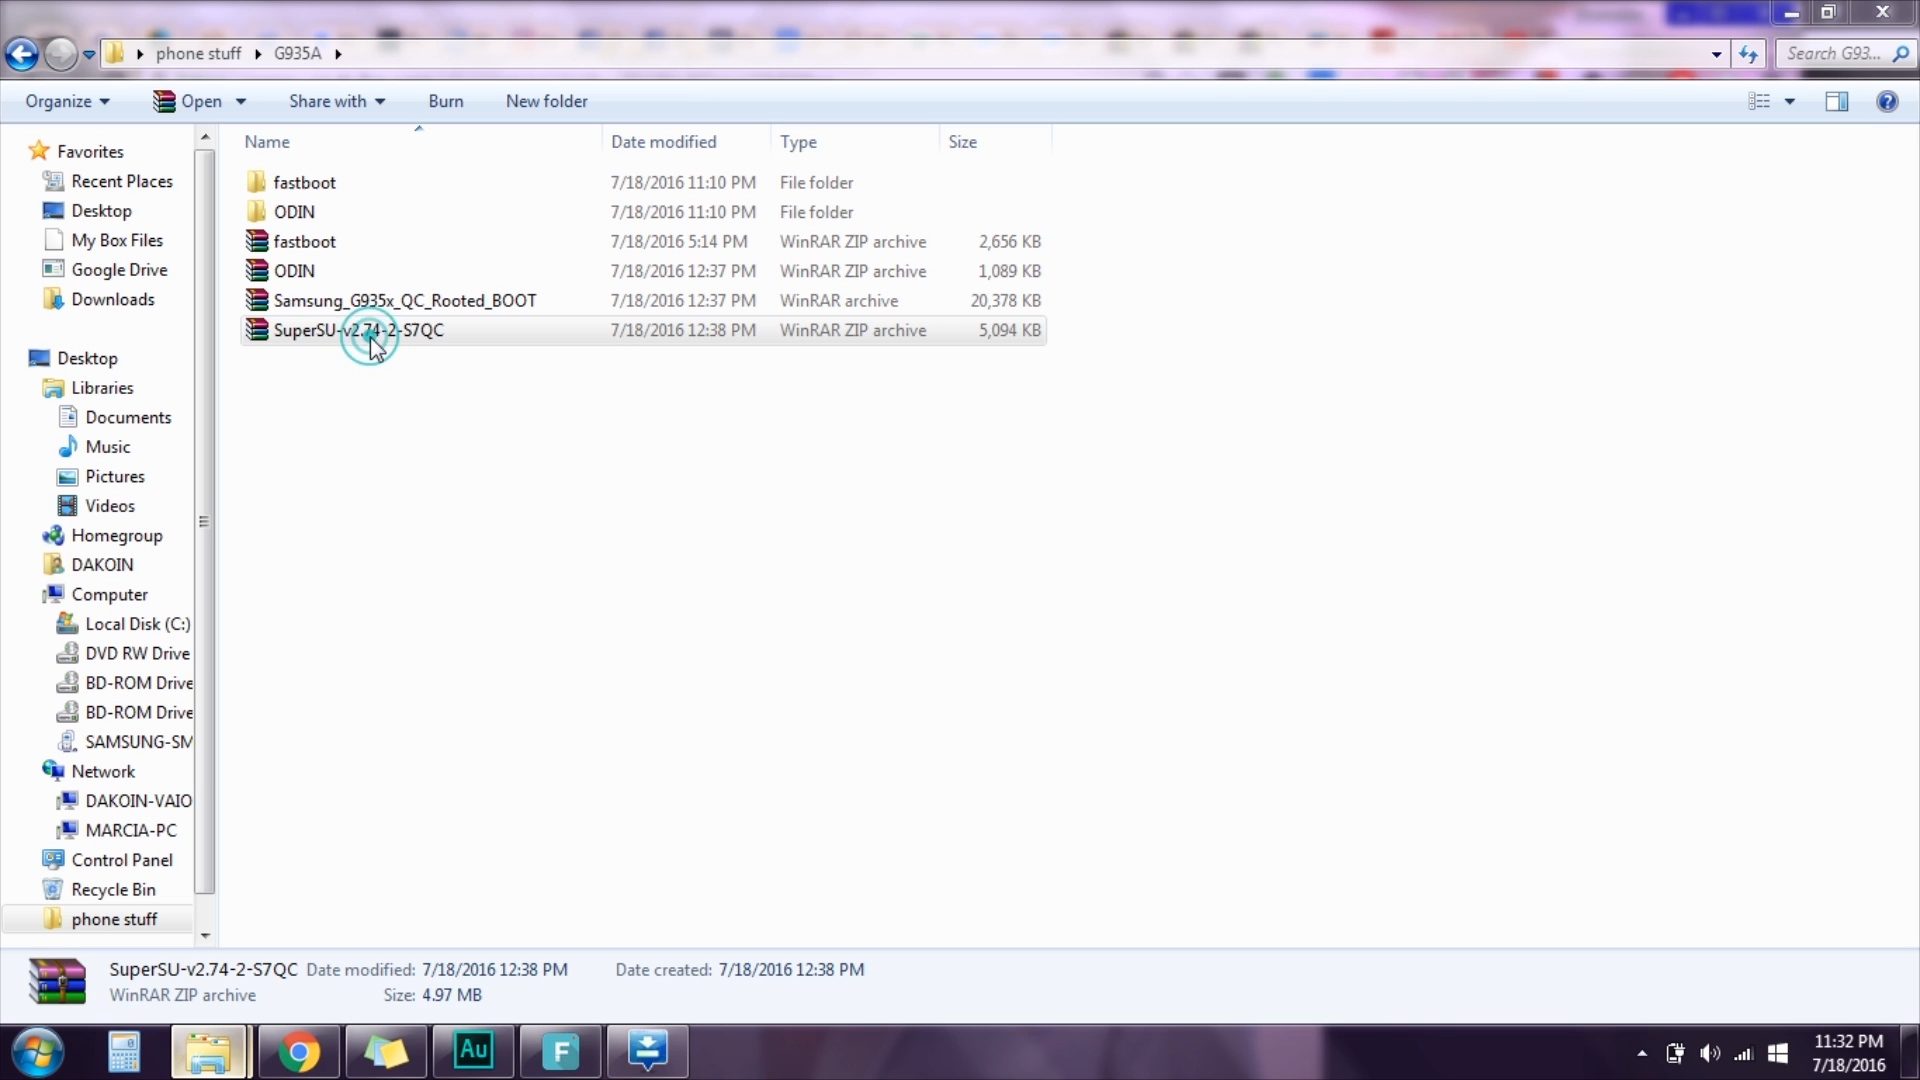 phone stuff G935A
Search G93...
Organize Open Share with Burn New folder
Name Date modified Type Size
Favorites
Recent Places
Desktop
My Box Files
Google Drive
Downloads
Desktop
Libraries
Documents
Music
Pictures
Videos
Homegroup
DAKOIN
Computer
Local Disk (C:)
DVD RW Drive
BD-ROM Drive
BD-ROM Drive
SAMSUNG-SM
Network
DAKOIN-VAIO
MARCIA-PC
Control Panel
Recycle Bin
phone stuff
fastboot 7/18/2016 11:10 PM File folder
ODIN 7/18/2016 11:10 PM File folder
fastboot 7/18/2016 5:14 PM WinRAR ZIP archive 2,656 KB
ODIN 7/18/2016 12:37 PM WinRAR ZIP archive 1,089 KB
Samsung_G935x_QC_Rooted_BOOT 7/18/2016 12:37 PM WinRAR archive 20,378 KB
SuperSU-v2.74-2-S7QC 7/18/2016 12:38 PM WinRAR ZIP archive 5,094 KB
SuperSU-v2.74-2-S7QC Date modified: 7/18/2016 12:38 PM Date created: 7/18/2016 12:38 PM
WinRAR ZIP archive Size: 4.97 MB
Au
F
11:32 PM
7/18/2016